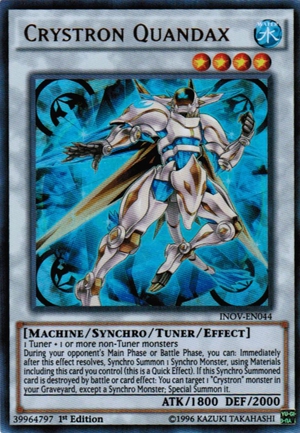 CRYSTRON QUANDAX
水
INOV-EN044
[MACHINE/SYNCHRO/TUNER/EFFECT]
1 Tuner + 1 or more non-Tuner monsters
During your opponent's Main Phase or Battle Phase, you can: Immediately
after this effect resolves, Synchro Summon 1 Synchro Monster, using Materials
including this card you control (this is a Quick Effect). If this Synchro Summoned
card is destroyed by battle or card effect: You can target 1 "Crystron" monster in
your Graveyard, except a Synchro Monster; Special Summon it.
ATK/1800 DEF/2000
39964797 1st Edition ©1996 KAZUKI TAKAHASHI